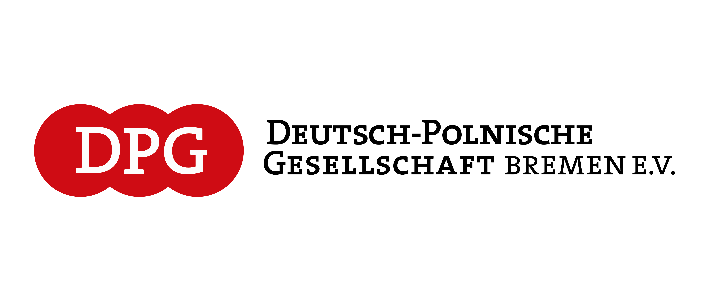 DPG
DEUTSCH-POLNISCHE
GESELLSCHAFT BREMEN E.V.